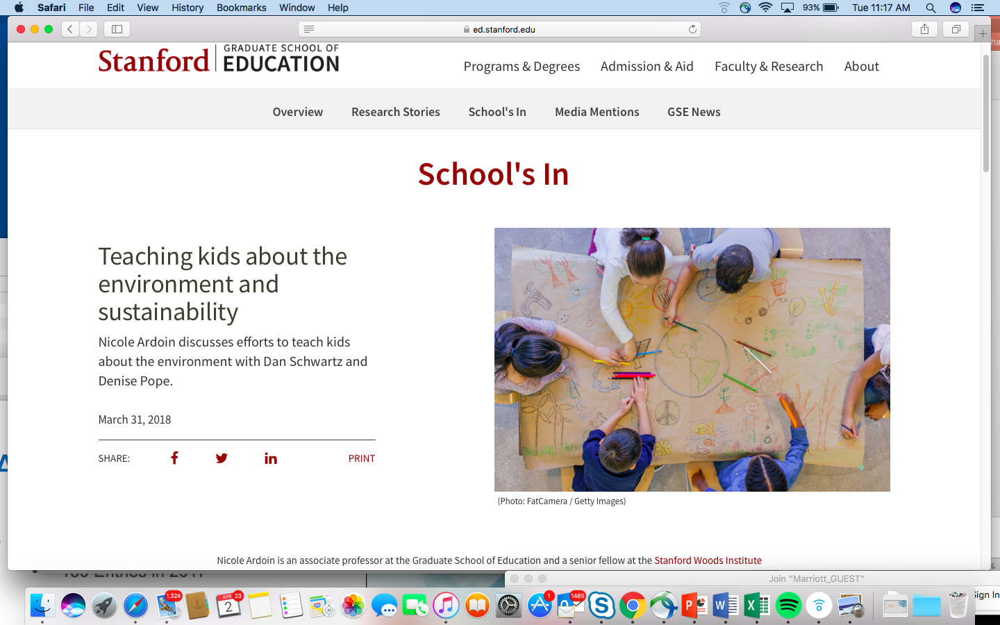 Safari File Edit View History Bookmarks Window Help 93% Tue 11:17 AM
ed.stanford.edu
Stanford GRADUATE SCHOOL OF
EDUCATION
Programs & Degrees Admission & Aid Faculty & Research About
Overview Research Stories School's In Media Mentions GSE News
School's In
Teaching kids about the
environment and
sustainability
Nicole Ardoin discusses efforts to teach kids
about the environment with Dan Schwartz and
Denise Pope.
March 31, 2018
SHARE: PRINT
(Photo: FatCamera / Getty Images)
Nicole Ardoin is an associate professor at the Graduate School of Education and a senior fellow at the Stanford Woods Institute
Join “Marriott_GUEST”
Sign In
1,324
APR 23
2
1
1485